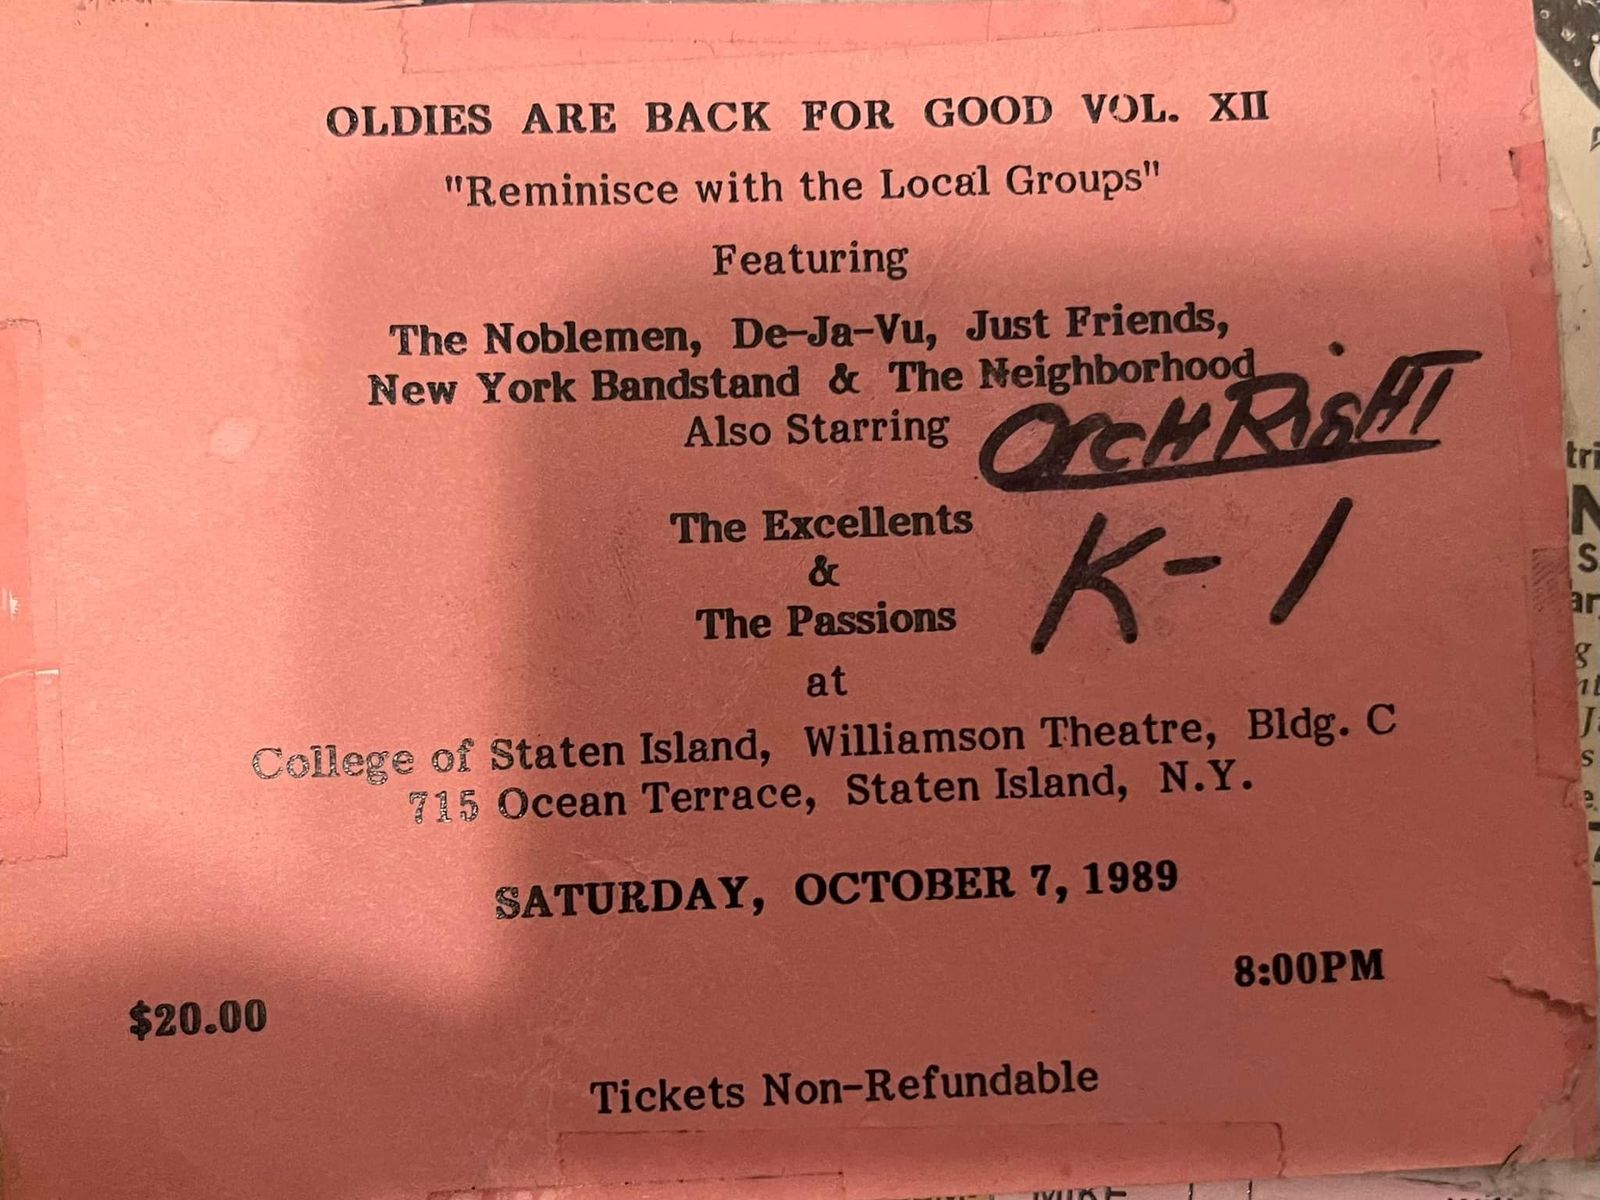 OLDIES ARE BACK FOR GOOD VOL. XII
"Reminisce with the Local Groups"
Featuring
The Noblemen, De-Ja-Vu, Just Friends,
New York Bandstand & The Neighborhood
Also Starring
OrcH RigHT
The Excellents
K-1
&
The Passions
at
College of Staten Island, Williamson Theatre, Bldg. C
715 Ocean Terrace, Staten Island, N.Y.
SATURDAY, OCTOBER 7, 1989
8:00PM
$20.00
Tickets Non-Refundable